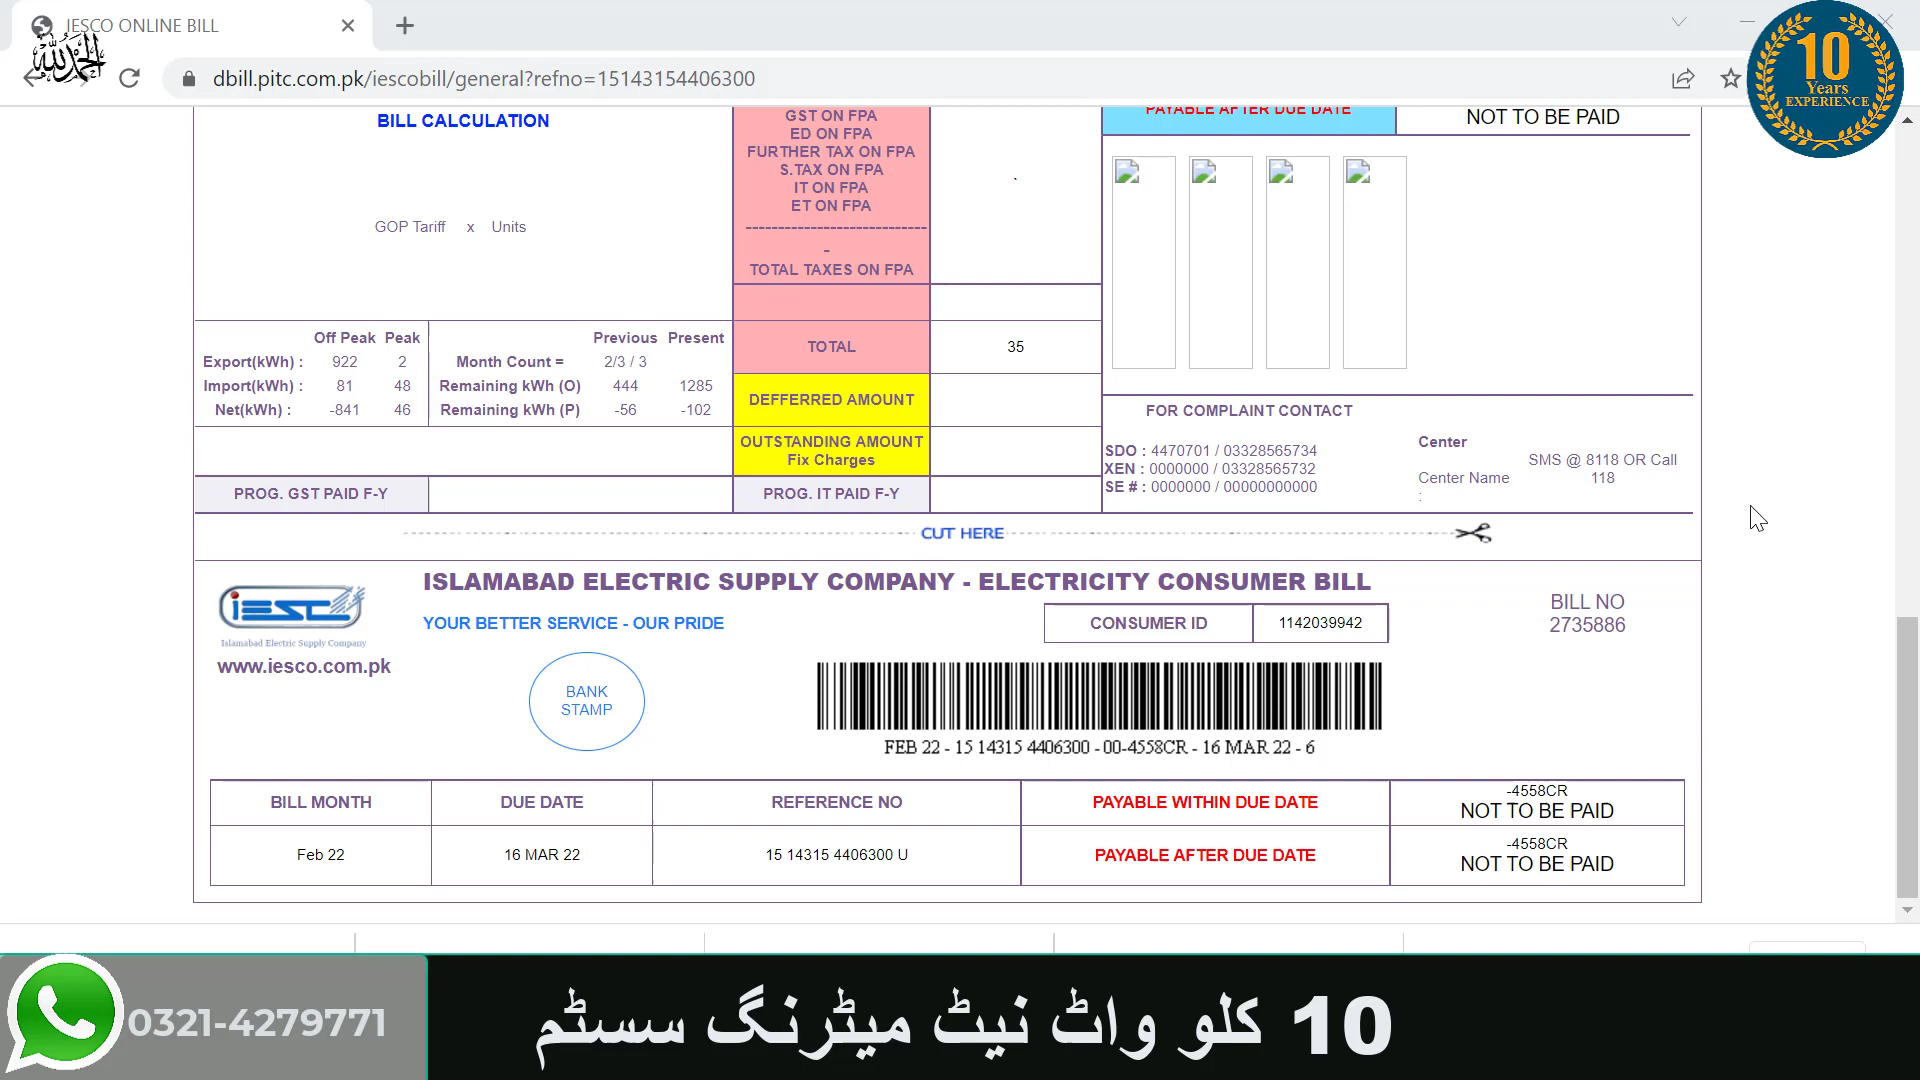 IESCO ONLINE BILL
الحمدلله
dbill.pitc.com.pk/iescobill/general?refno=15143154406300
10
Years
EXPERIENCE
BILL CALCULATION
GOP Tariff x Units
GST ON FPA
ED ON FPA
FURTHER TAX ON FPA
S.TAX ON FPA
IT ON FPA
ET ON FPA
-----------------------------
-
TOTAL TAXES ON FPA
PAYABLE AFTER DUE DATE
NOT TO BE PAID
Off Peak Peak
Export(kWh) : 922 2
Import(kWh) : 81 48
Net(kWh) : -841 46
Previous Present
Month Count = 2/3 / 3
Remaining kWh (O) 444 1285
Remaining kWh (P) -56 -102
TOTAL 35
DEFFERRED AMOUNT
OUTSTANDING AMOUNT
Fix Charges
PROG. GST PAID F-Y
PROG. IT PAID F-Y
FOR COMPLAINT CONTACT
SDO : 4470701 / 03328565734
XEN : 0000000 / 03328565732
SE # : 0000000 / 00000000000
Center
Center Name
:
SMS @ 8118 OR Call
118
CUT HERE
iESCO
Islamabad Electric Supply Company
www.iesco.com.pk
ISLAMABAD ELECTRIC SUPPLY COMPANY - ELECTRICITY CONSUMER BILL
YOUR BETTER SERVICE - OUR PRIDE
CONSUMER ID 1142039942
BILL NO
2735886
BANK
STAMP
FEB 22 - 15 14315 4406300 - 00-4558CR - 16 MAR 22 - 6
BILL MONTH DUE DATE REFERENCE NO PAYABLE WITHIN DUE DATE
-4558CR
NOT TO BE PAID
Feb 22 16 MAR 22 15 14315 4406300 U PAYABLE AFTER DUE DATE
-4558CR
NOT TO BE PAID
0321-4279771
10 کلو واٹ نیٹ میٹرنگ سسٹم